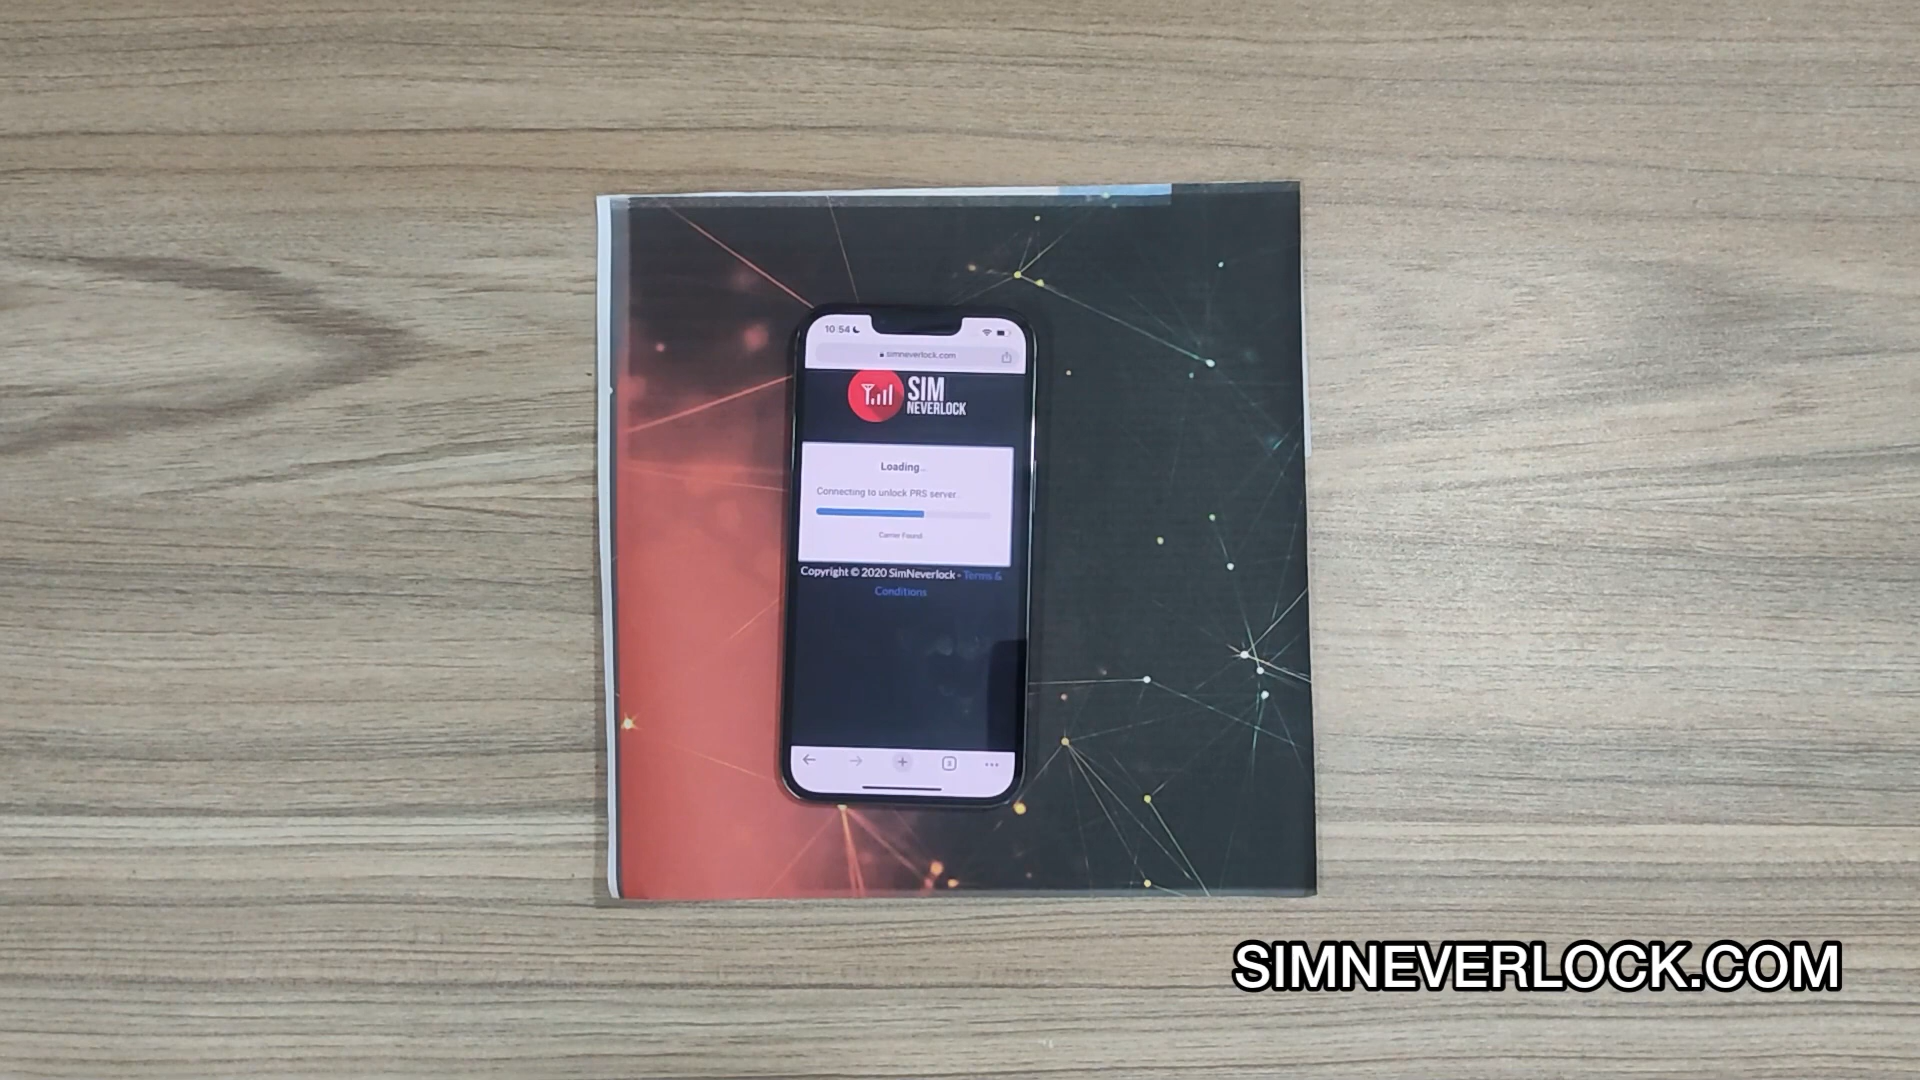 10:54
simneverlock.com
SIM
NEVERLOCK
Loading...
Connecting to unlock PRS server.
Carrier Found.
Copyright © 2020 SimNeverlock - Terms &
Conditions
SIMNEVERLOCK.COM